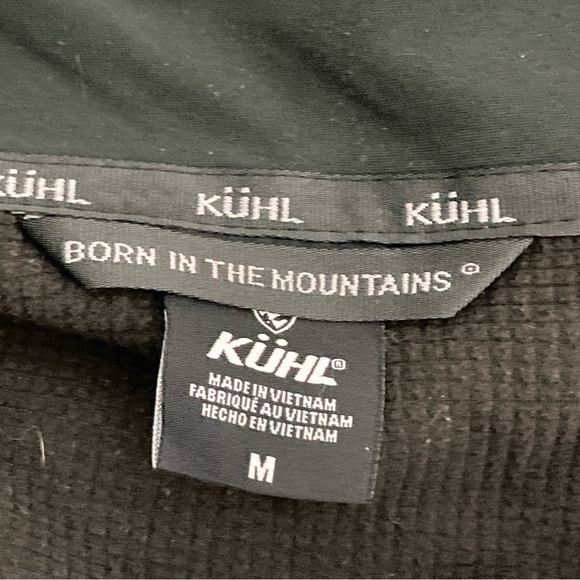 KÜHL KÜHL KÜHL
BORN IN THE MOUNTAINS ®
KÜHL®
MADE IN VIETNAM
FABRIQUÉ AU VIETNAM
HECHO EN VIETNAM
M